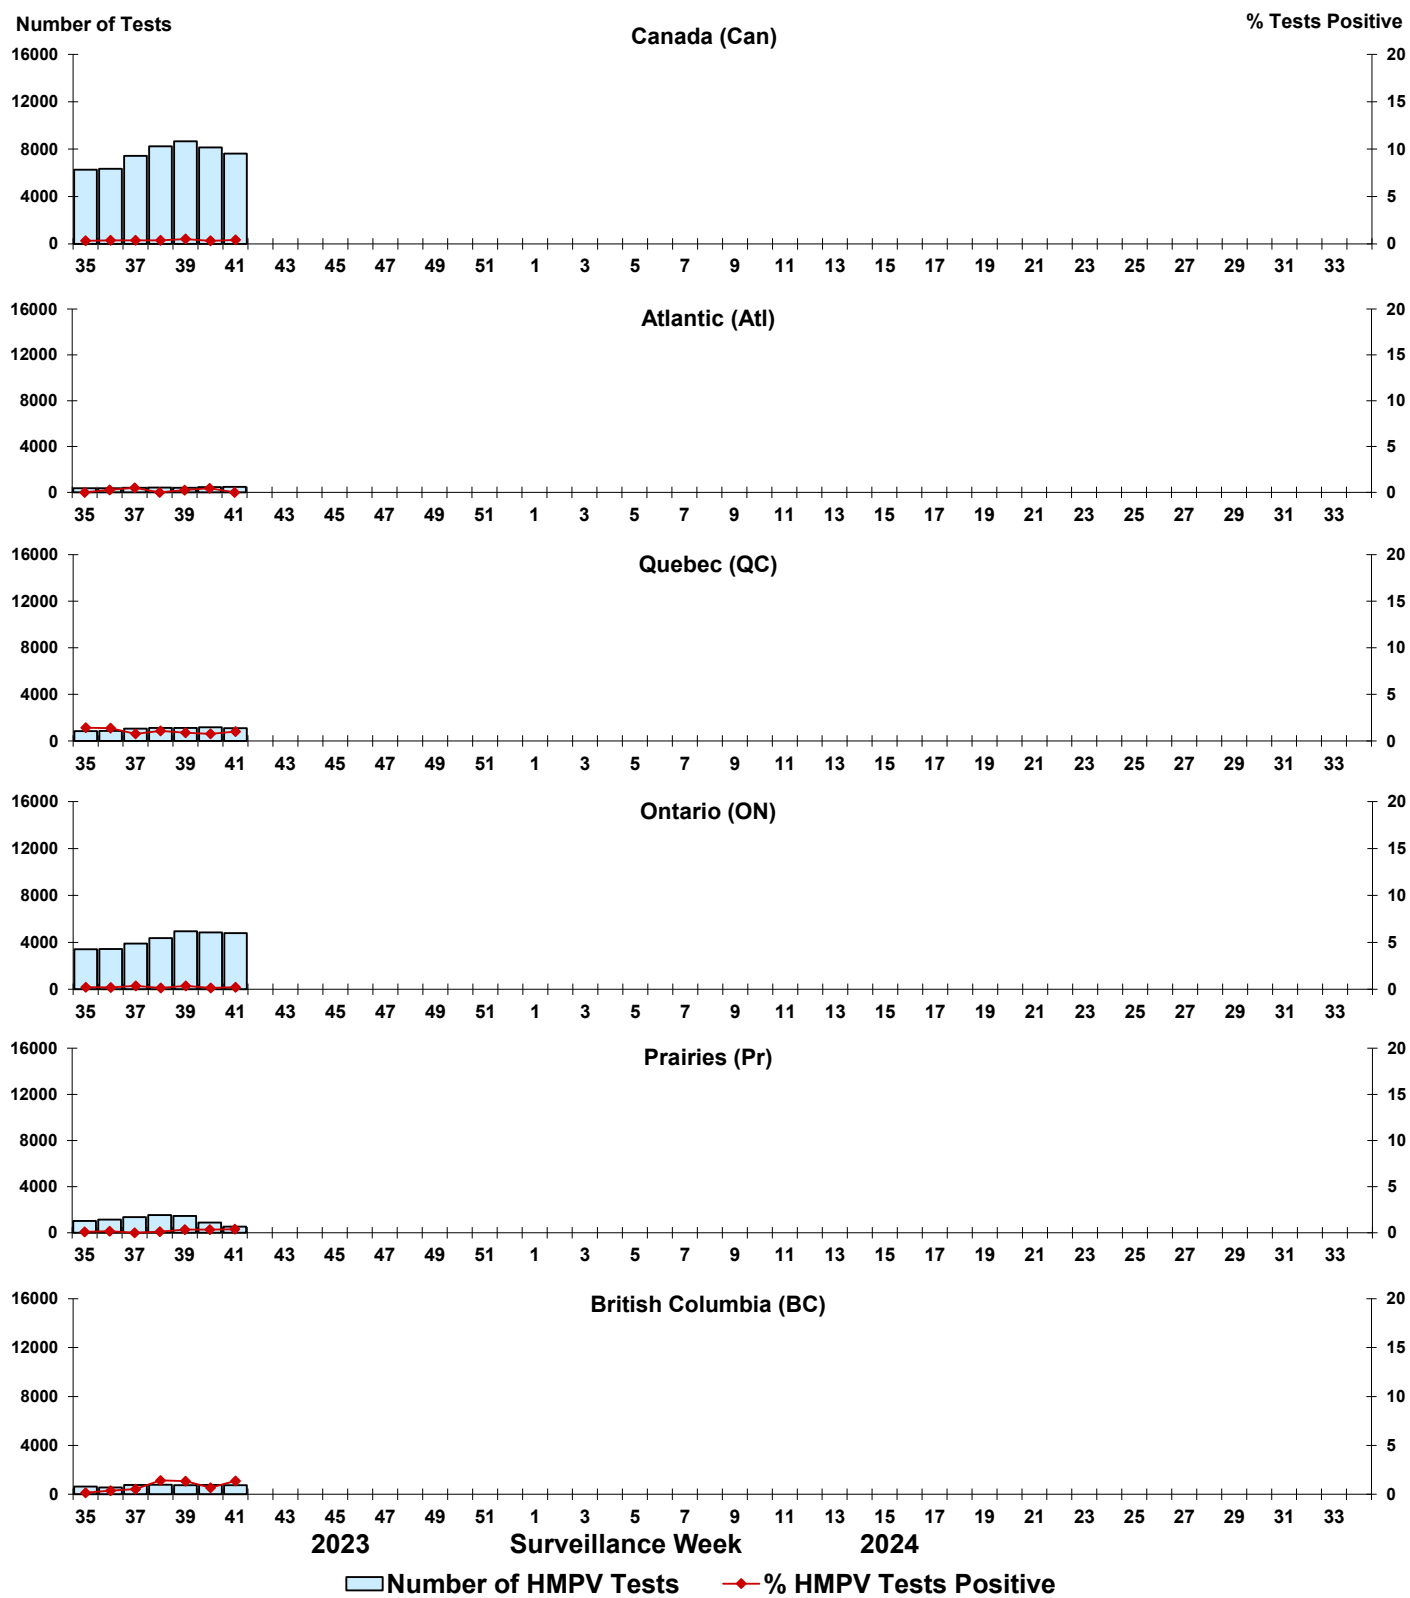 Number of Tests
% Tests Positive
Canada (Can)
16000 20
12000 15
8000 10
4000 5
0 0
35 37 39 41 43 45 47 49 51 1 3 5 7 9 11 13 15 17 19 21 23 25 27 29 31 33
Atlantic (Atl)
16000 20
12000 15
8000 10
4000 5
0 0
35 37 39 41 43 45 47 49 51 1 3 5 7 9 11 13 15 17 19 21 23 25 27 29 31 33
Quebec (QC)
16000 20
12000 15
8000 10
4000 5
0 0
35 37 39 41 43 45 47 49 51 1 3 5 7 9 11 13 15 17 19 21 23 25 27 29 31 33
Ontario (ON)
16000 20
12000 15
8000 10
4000 5
0 0
35 37 39 41 43 45 47 49 51 1 3 5 7 9 11 13 15 17 19 21 23 25 27 29 31 33
Prairies (Pr)
16000 20
12000 15
8000 10
4000 5
0 0
35 37 39 41 43 45 47 49 51 1 3 5 7 9 11 13 15 17 19 21 23 25 27 29 31 33
British Columbia (BC)
16000 20
12000 15
8000 10
4000 5
0 0
35 37 39 41 43 45 47 49 51 1 3 5 7 9 11 13 15 17 19 21 23 25 27 29 31 33
2023 Surveillance Week 2024
Number of HMPV Tests % HMPV Tests Positive